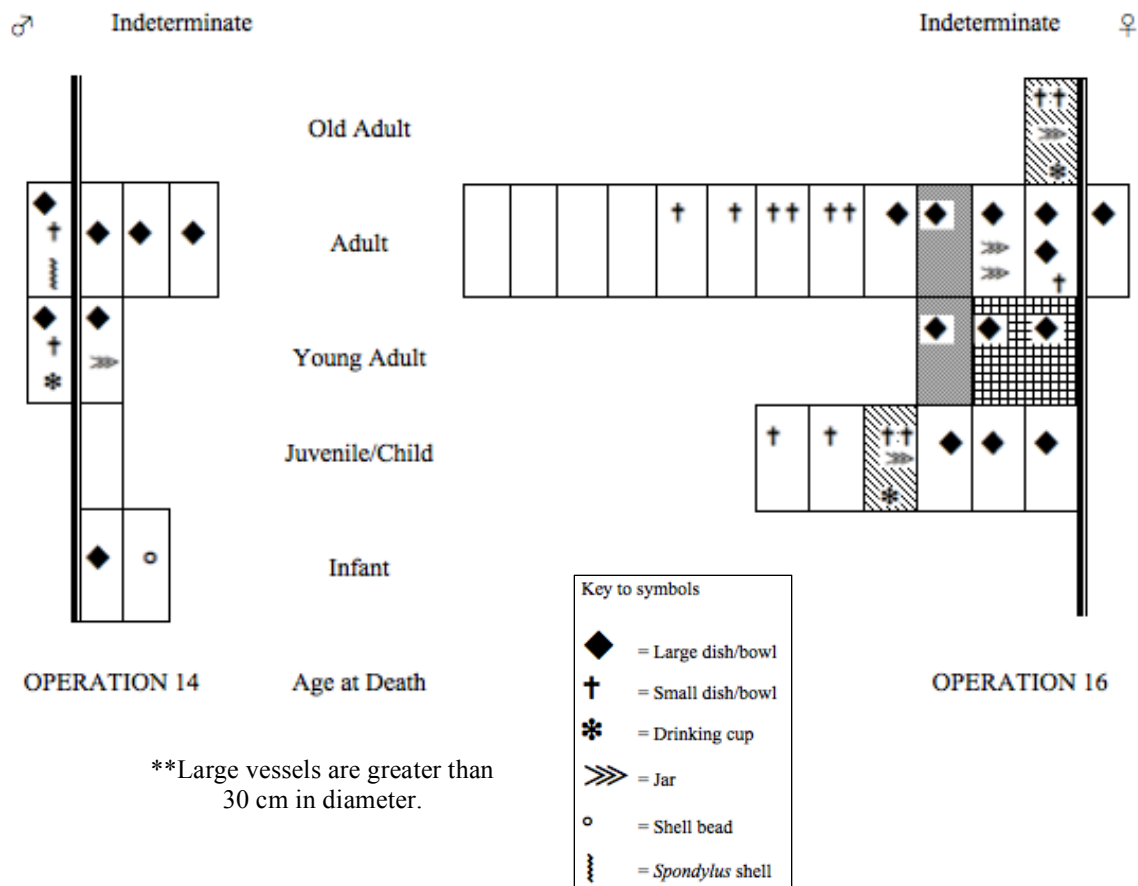 ♂ Indeterminate Indeterminate ♀
Old Adult
Adult
Young Adult
Juvenile/Child
Infant
OPERATION 14 Age at Death OPERATION 16
**Large vessels are greater than
30 cm in diameter.
Key to symbols
= Large dish/bowl
= Small dish/bowl
= Drinking cup
= Jar
= Shell bead
= Spondylus shell